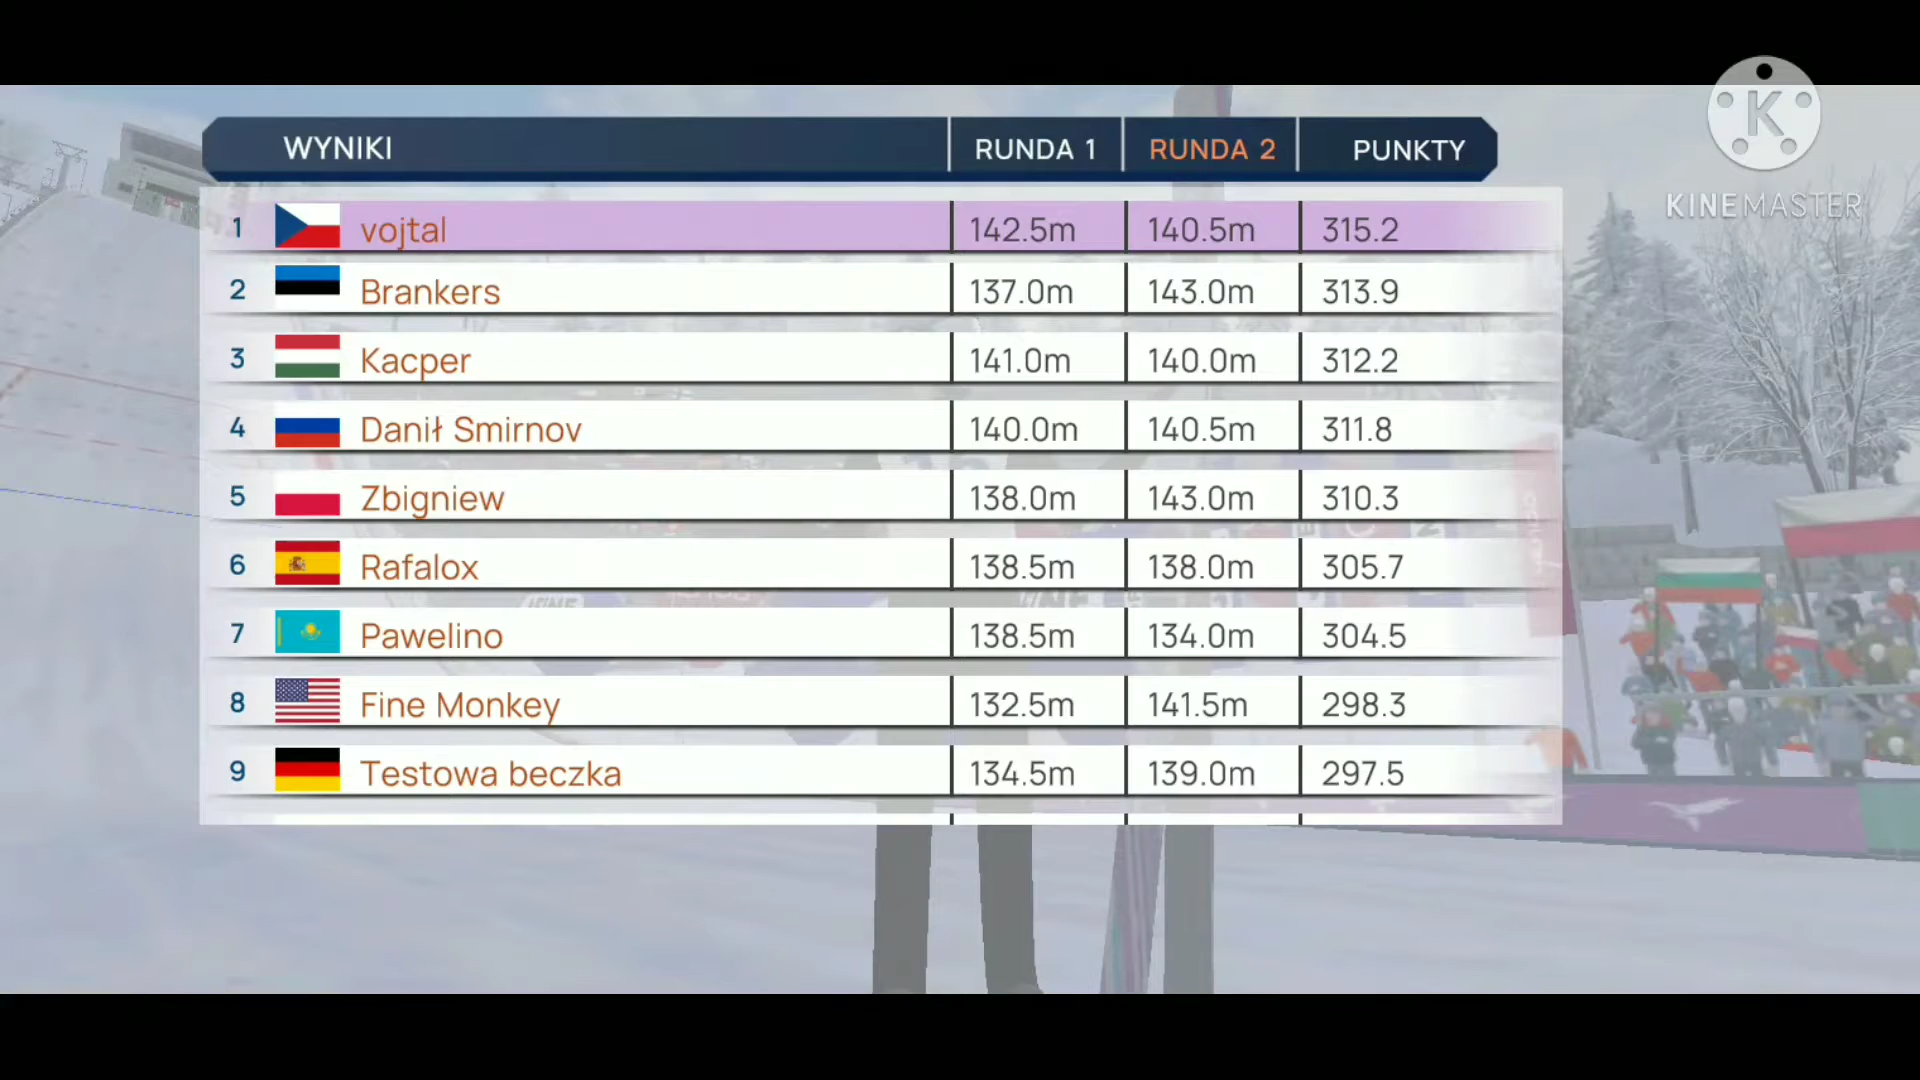 WYNIKI RUNDA 1 RUNDA 2 PUNKTY
1 vojtal 142.5m 140.5m 315.2
2 Brankers 137.0m 143.0m 313.9
3 Kacper 141.0m 140.0m 312.2
4 Danił Smirnov 140.0m 140.5m 311.8
5 Zbigniew 138.0m 143.0m 310.3
6 Rafalox 138.5m 138.0m 305.7
7 Pawelino 138.5m 134.0m 304.5
8 Fine Monkey 132.5m 141.5m 298.3
9 Testowa beczka 134.5m 139.0m 297.5
K
KINEMASTER